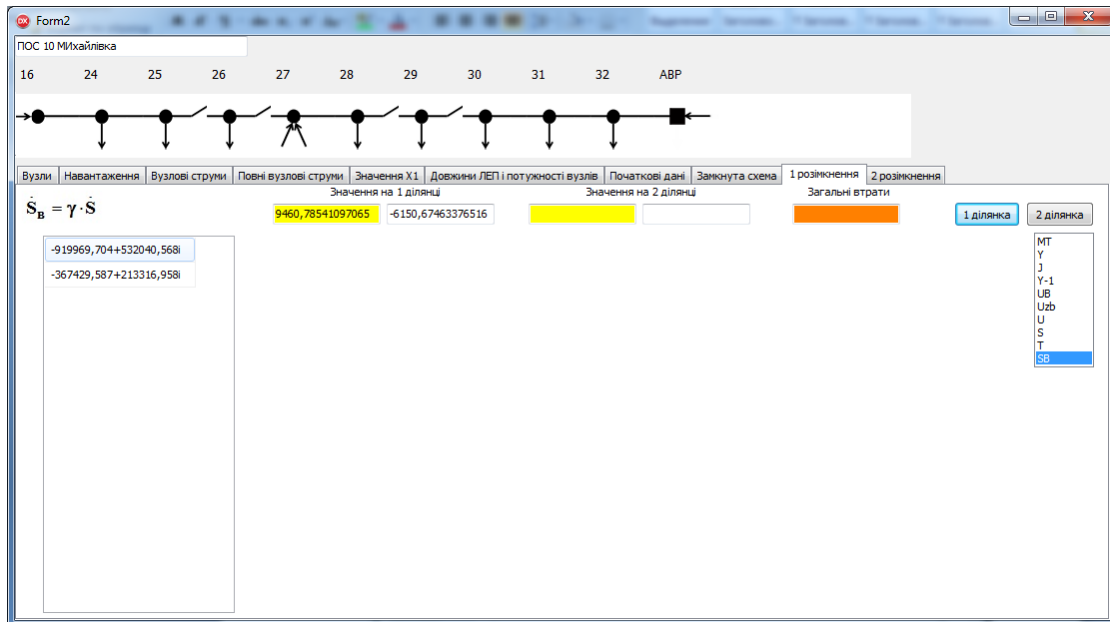 Form2
ПОС 10 МИхайлівка
16 24 25 26 27 28 29 30 31 32 АВР
Вузли Навантаження Вузлові струми Повні вузлові струми Значення X1 Довжини ЛЕП і потужності вузлів Початкові дані Замкнута схема 1 розімкнення 2 розімкнення
Значення на 1 ділянці Значення на 2 ділянці Загальні втрати
Ṡ_B = γ · Ṡ
9460,78541097065 -6150,67463376516 1 ділянка 2 ділянка
-919969,704+532040,568i
-367429,587+213316,958i
MT
Y
J
Y-1
UB
Uzb
U
S
T
SB